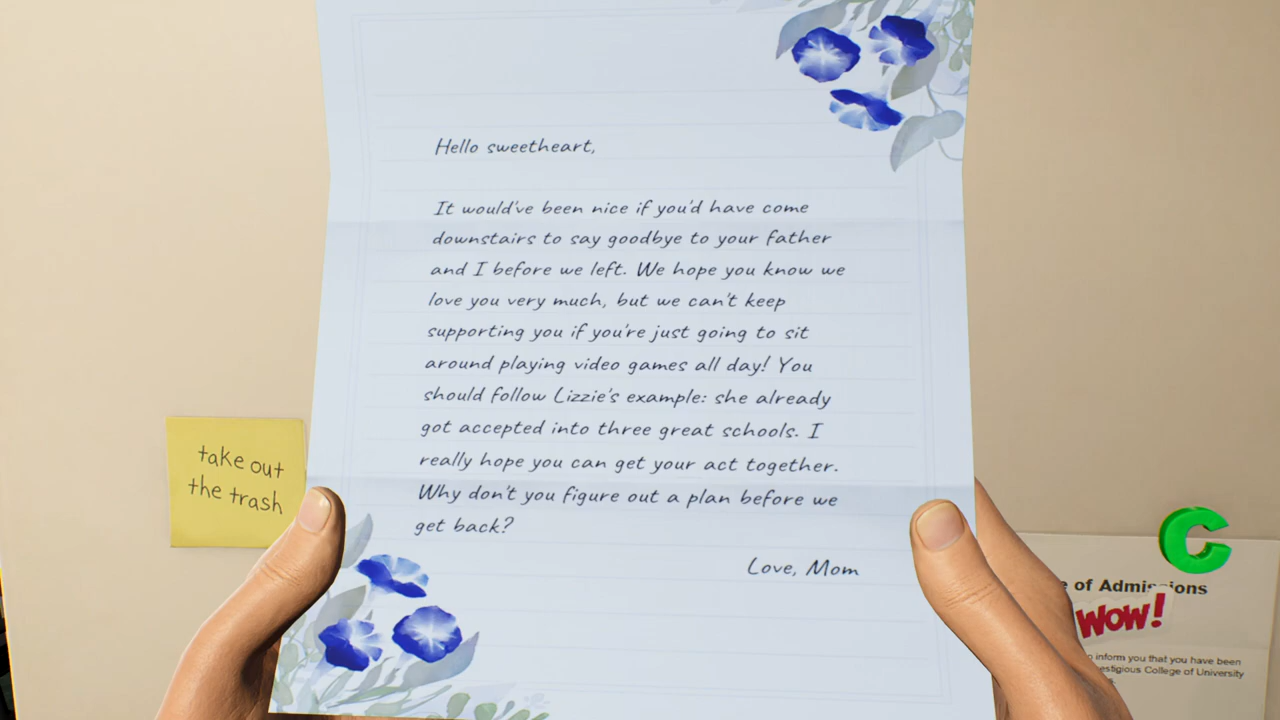 Hello sweetheart,
It would've been nice if you'd have come
downstairs to say goodbye to your father
and I before we left. We hope you know we
love you very much, but we can't keep
supporting you if you're just going to sit
around playing video games all day! You
should follow Lizzie's example: she already
got accepted into three great schools. I
really hope you can get your act together.
Why don't you figure out a plan before we
get back?
Love, Mom
take out
the trash
C
of Admissions
WOW!
inform you that you have been
College of University